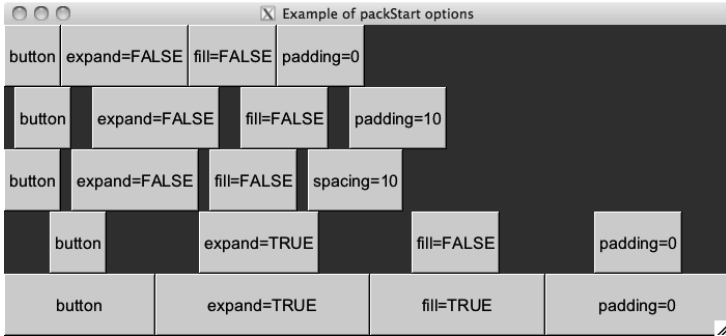 Example of packStart options
button expand=FALSE fill=FALSE padding=0
button expand=FALSE fill=FALSE padding=10
button expand=FALSE fill=FALSE spacing=10
button expand=TRUE fill=FALSE padding=0
button expand=TRUE fill=TRUE padding=0